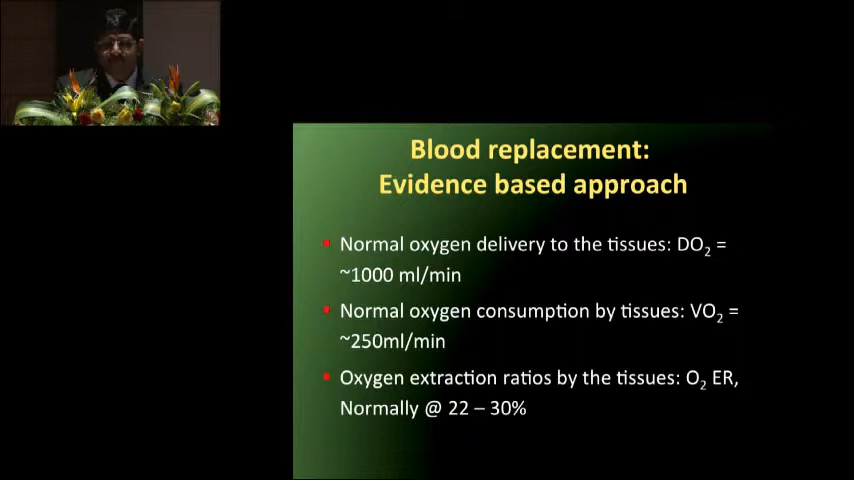 Blood replacement:
Evidence based approach
Normal oxygen delivery to the tissues: DO₂ =
~1000 ml/min
Normal oxygen consumption by tissues: VO₂ =
~250ml/min
Oxygen extraction ratios by the tissues: O₂ ER,
Normally @ 22 – 30%